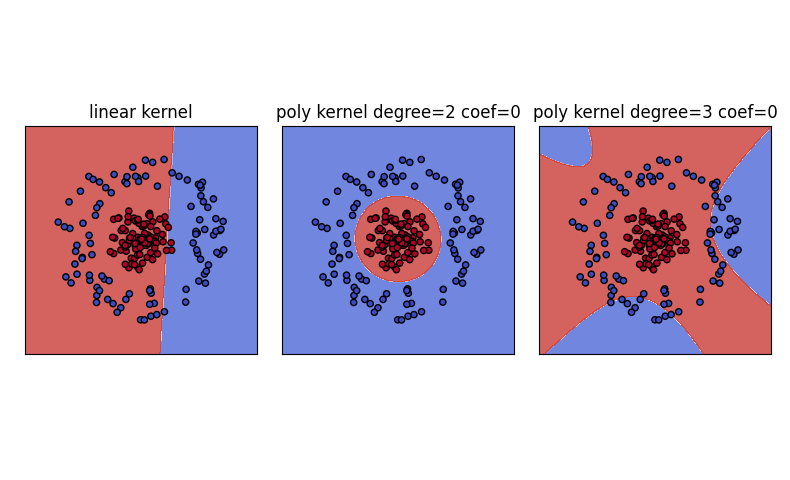 linear kernel
poly kernel degree=2 coef=0
poly kernel degree=3 coef=0